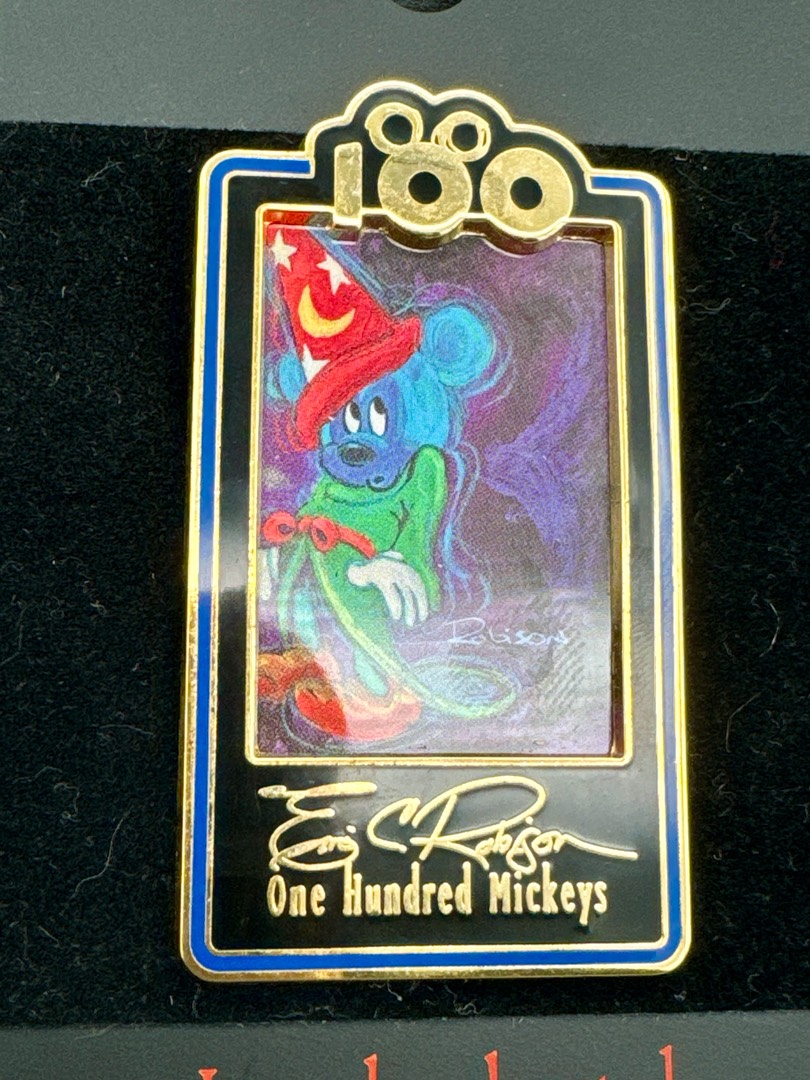 100
Robison
Eric C. Robison
One Hundred Mickeys